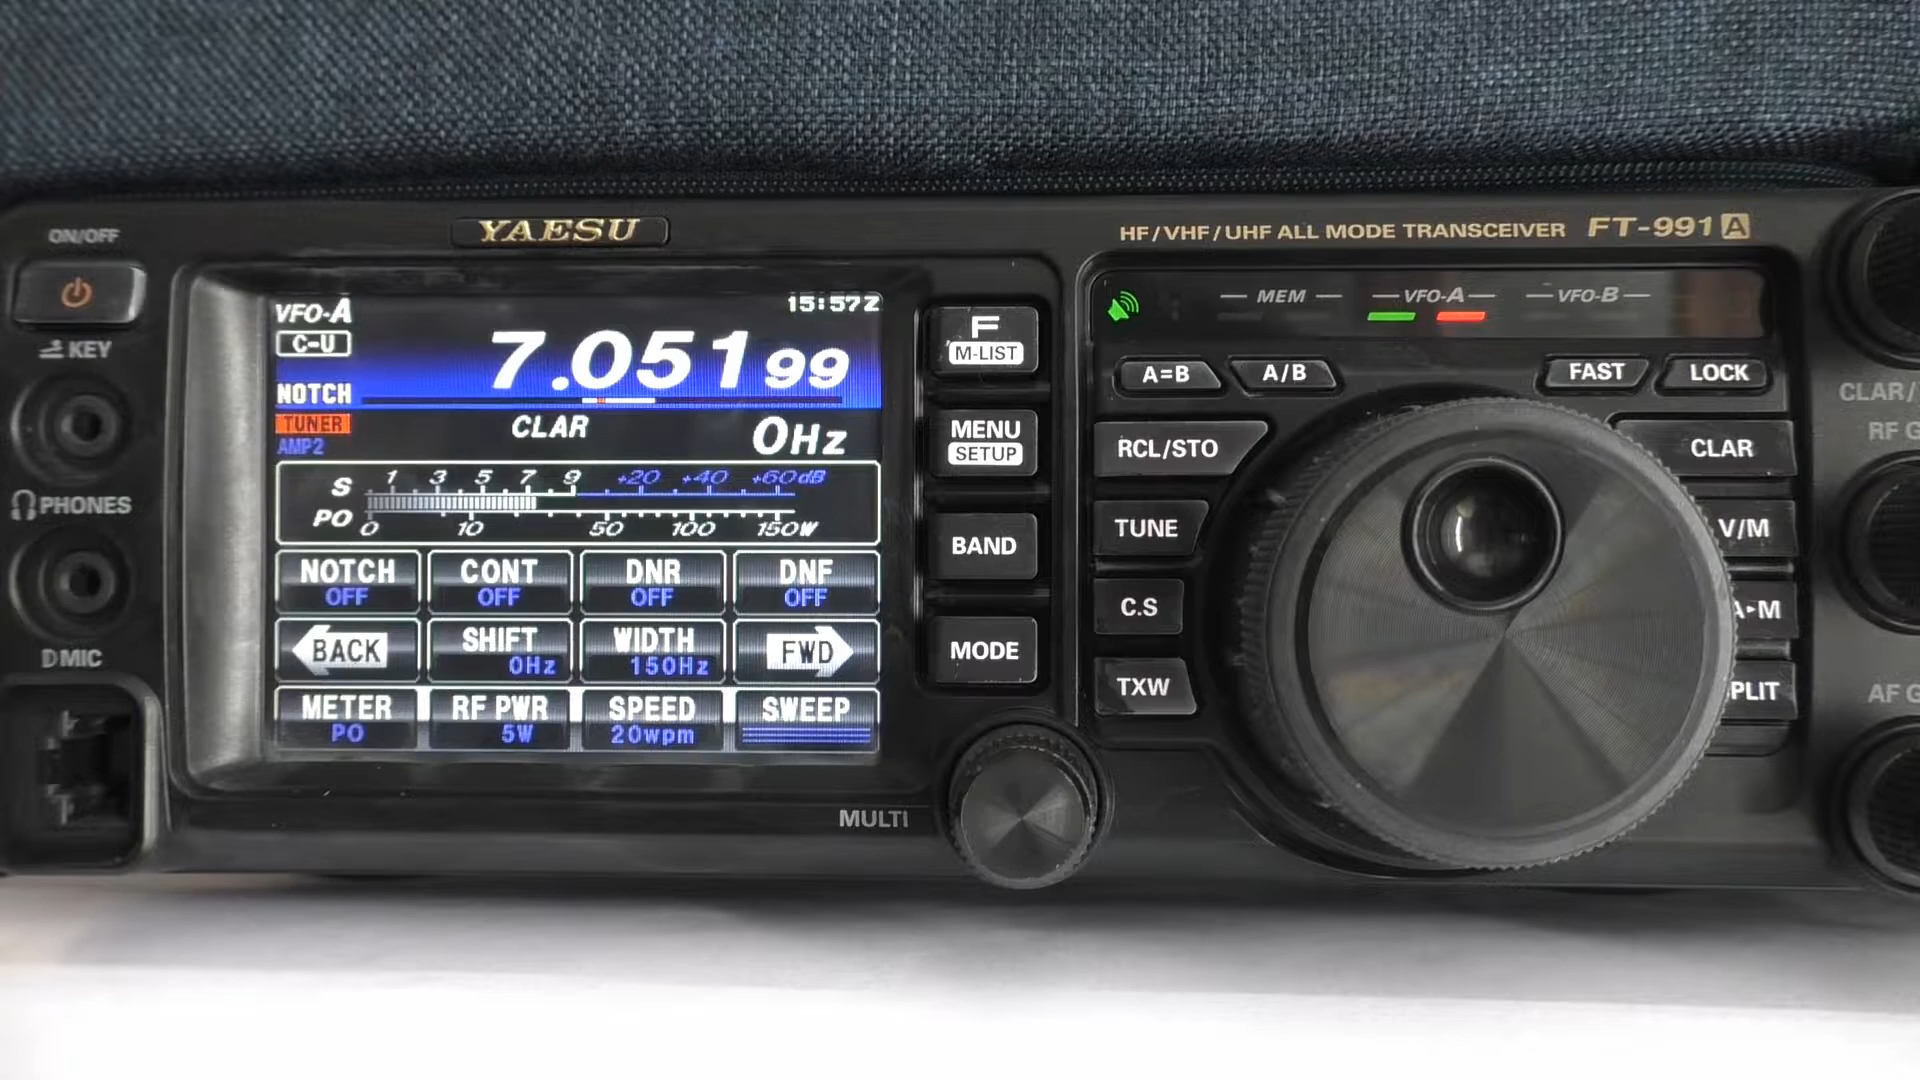 ON/OFF
YAESU
HF/VHF/UHF ALL MODE TRANSCEIVER FT-991A
VFO-A
15:57Z
C-U
7.051 99
NOTCH
TUNER
AMP2
CLAR
0Hz
S 1 3 5 7 9 +20 +40 +60dB
PO 0 10 50 100 150W
NOTCH
OFF
CONT
OFF
DNR
OFF
DNF
OFF
BACK
SHIFT
0Hz
WIDTH
150Hz
FWD
METER
PO
RF PWR
5W
SPEED
20wpm
SWEEP
KEY
PHONES
MIC
F
M-LIST
MENU
SETUP
BAND
MODE
MULTI
MEM
VFO-A
VFO-B
A=B
A/B
FAST
LOCK
RCL/STO
CLAR
TUNE
V/M
C.S
A▸M
TXW
PLIT
CLAR/
RF G
AF G